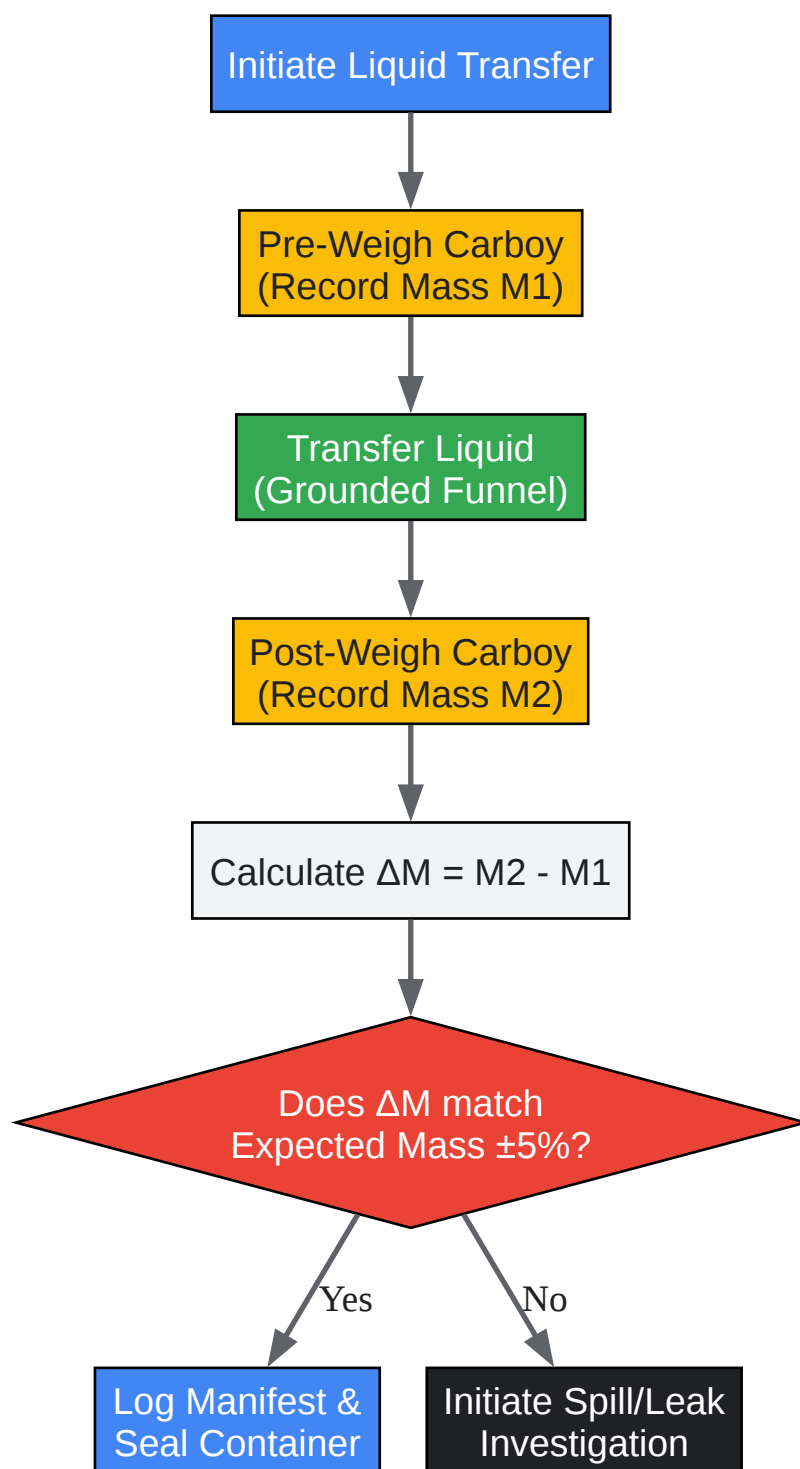 Initiate Liquid Transfer
Pre-Weigh Carboy
(Record Mass M1)
Transfer Liquid
(Grounded Funnel)
Post-Weigh Carboy
(Record Mass M2)
Calculate ΔM = M2 - M1
Does ΔM match
Expected Mass ±5%?
Yes
No
Log Manifest &
Seal Container
Initiate Spill/Leak
Investigation